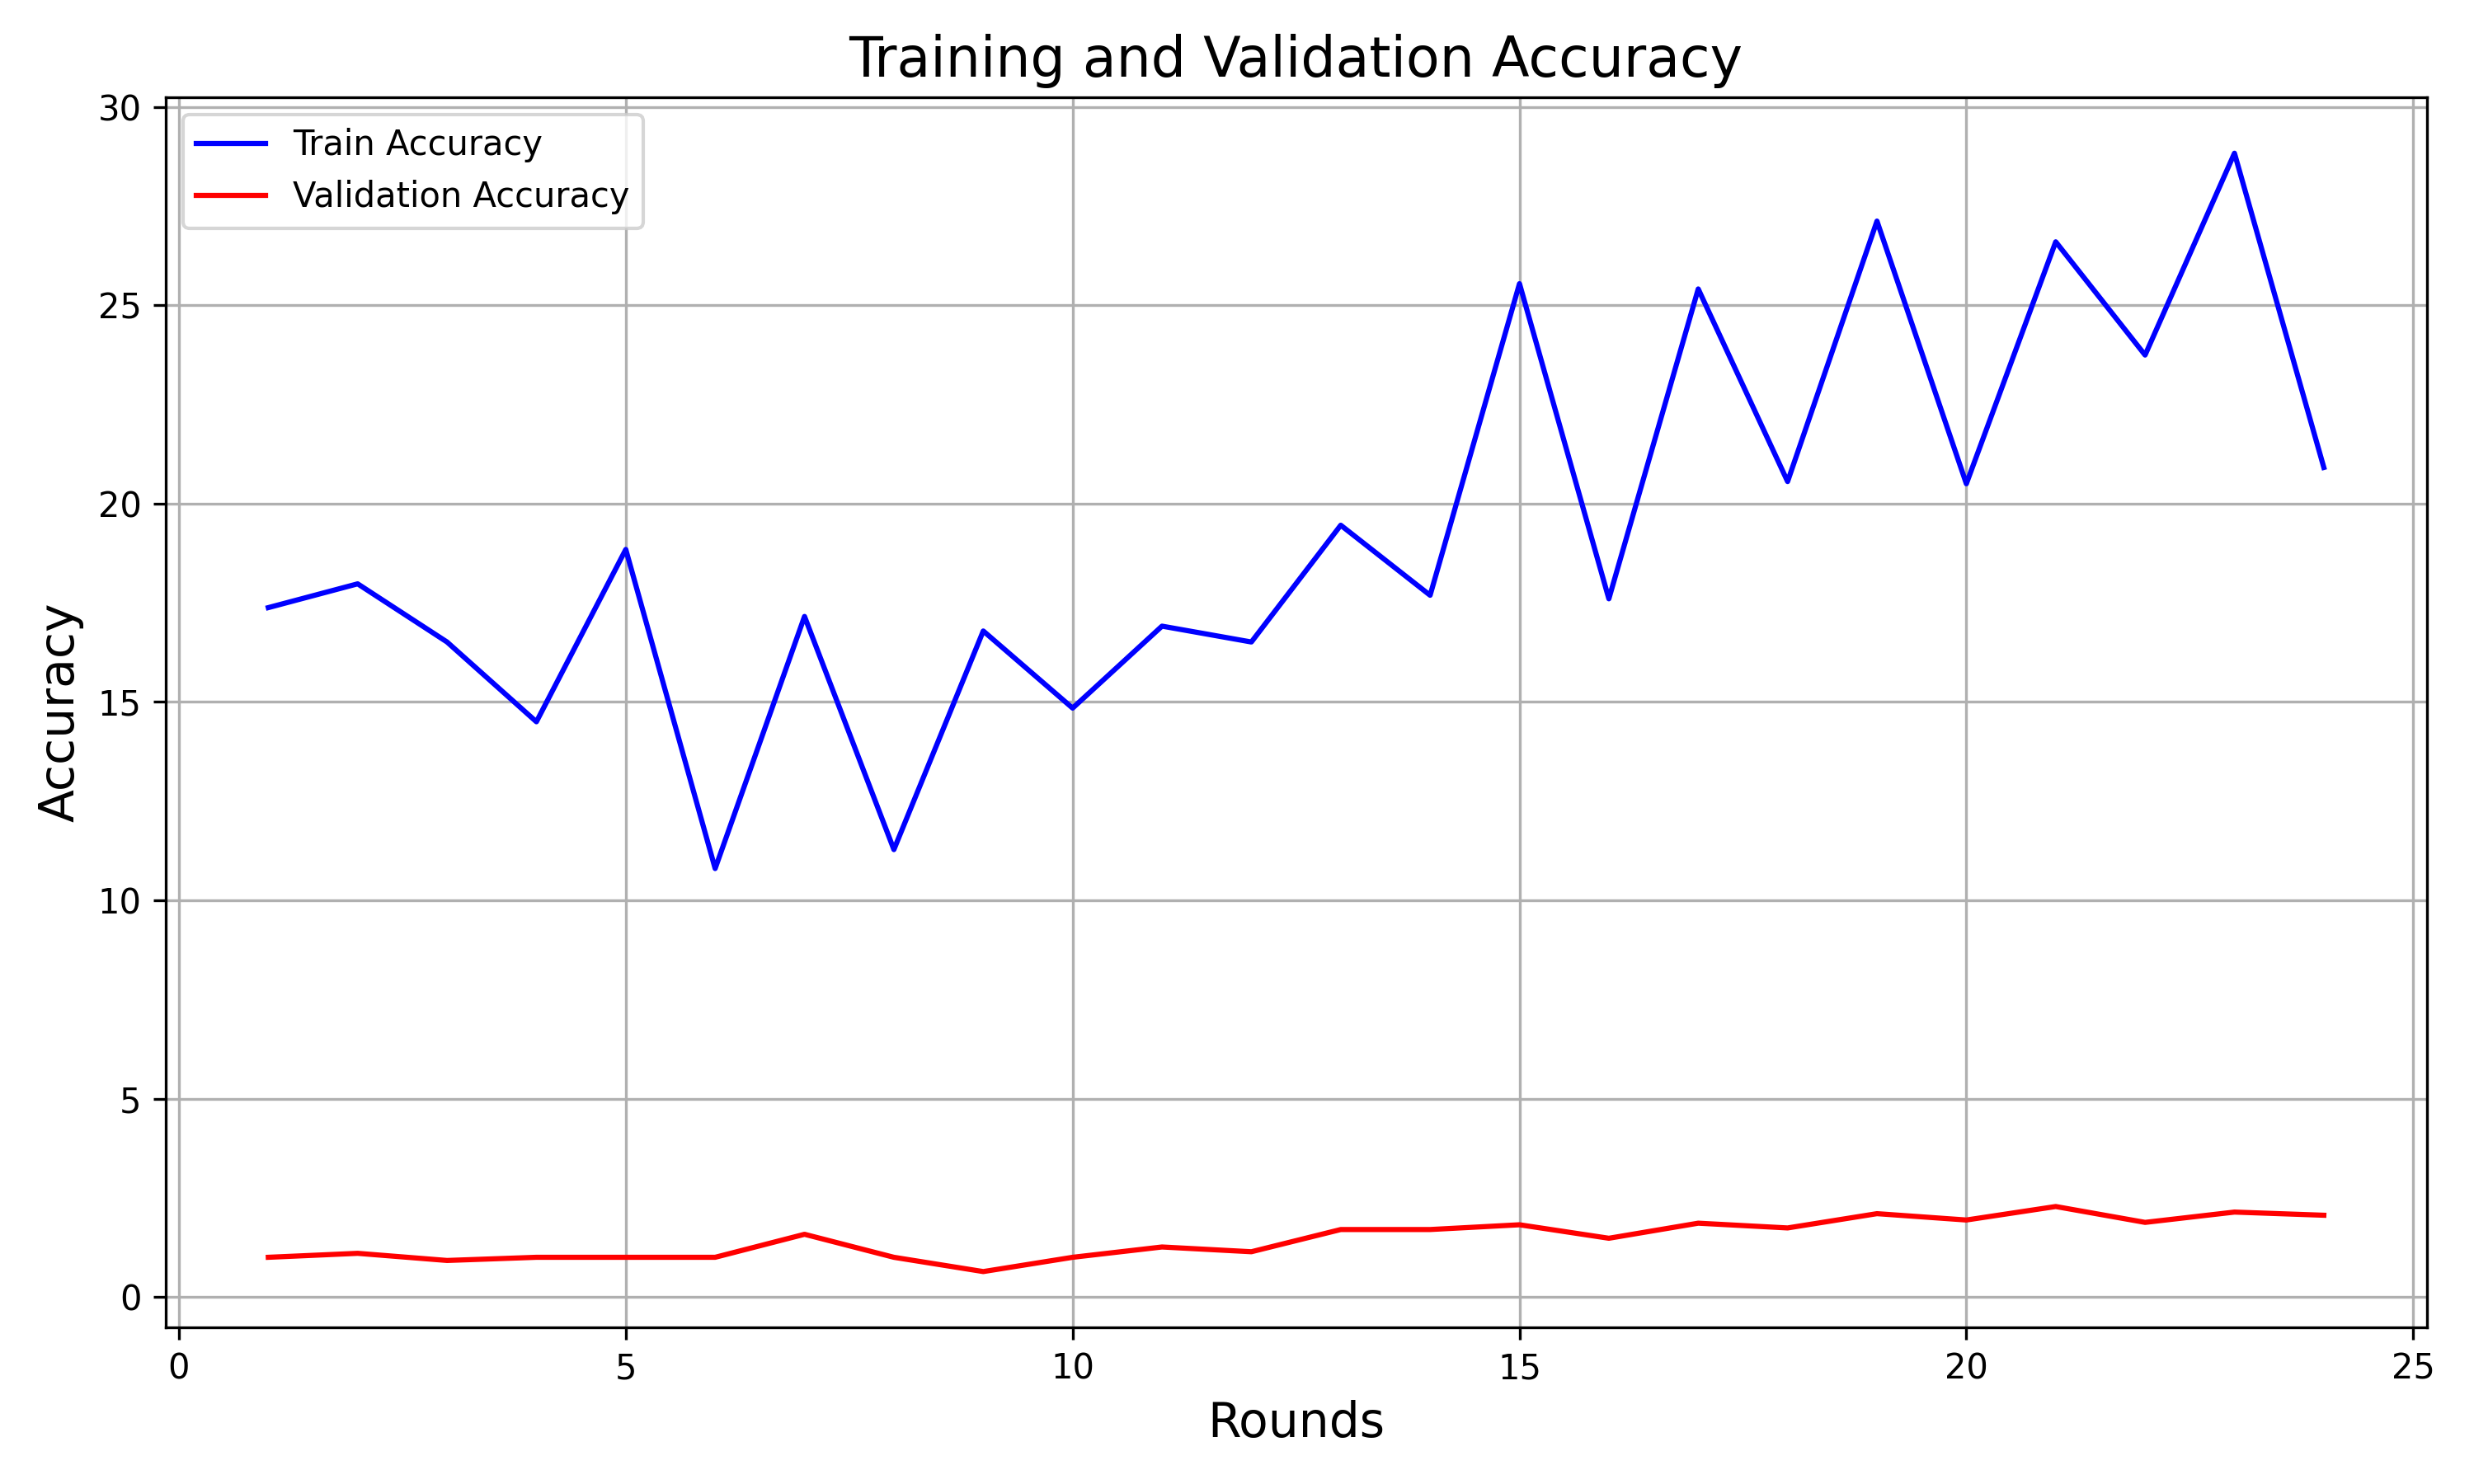 Training and Validation Accuracy
Train Accuracy
Validation Accuracy
Accuracy
30
25
20
15
10
5
0
0 5 10 15 20 25
Rounds